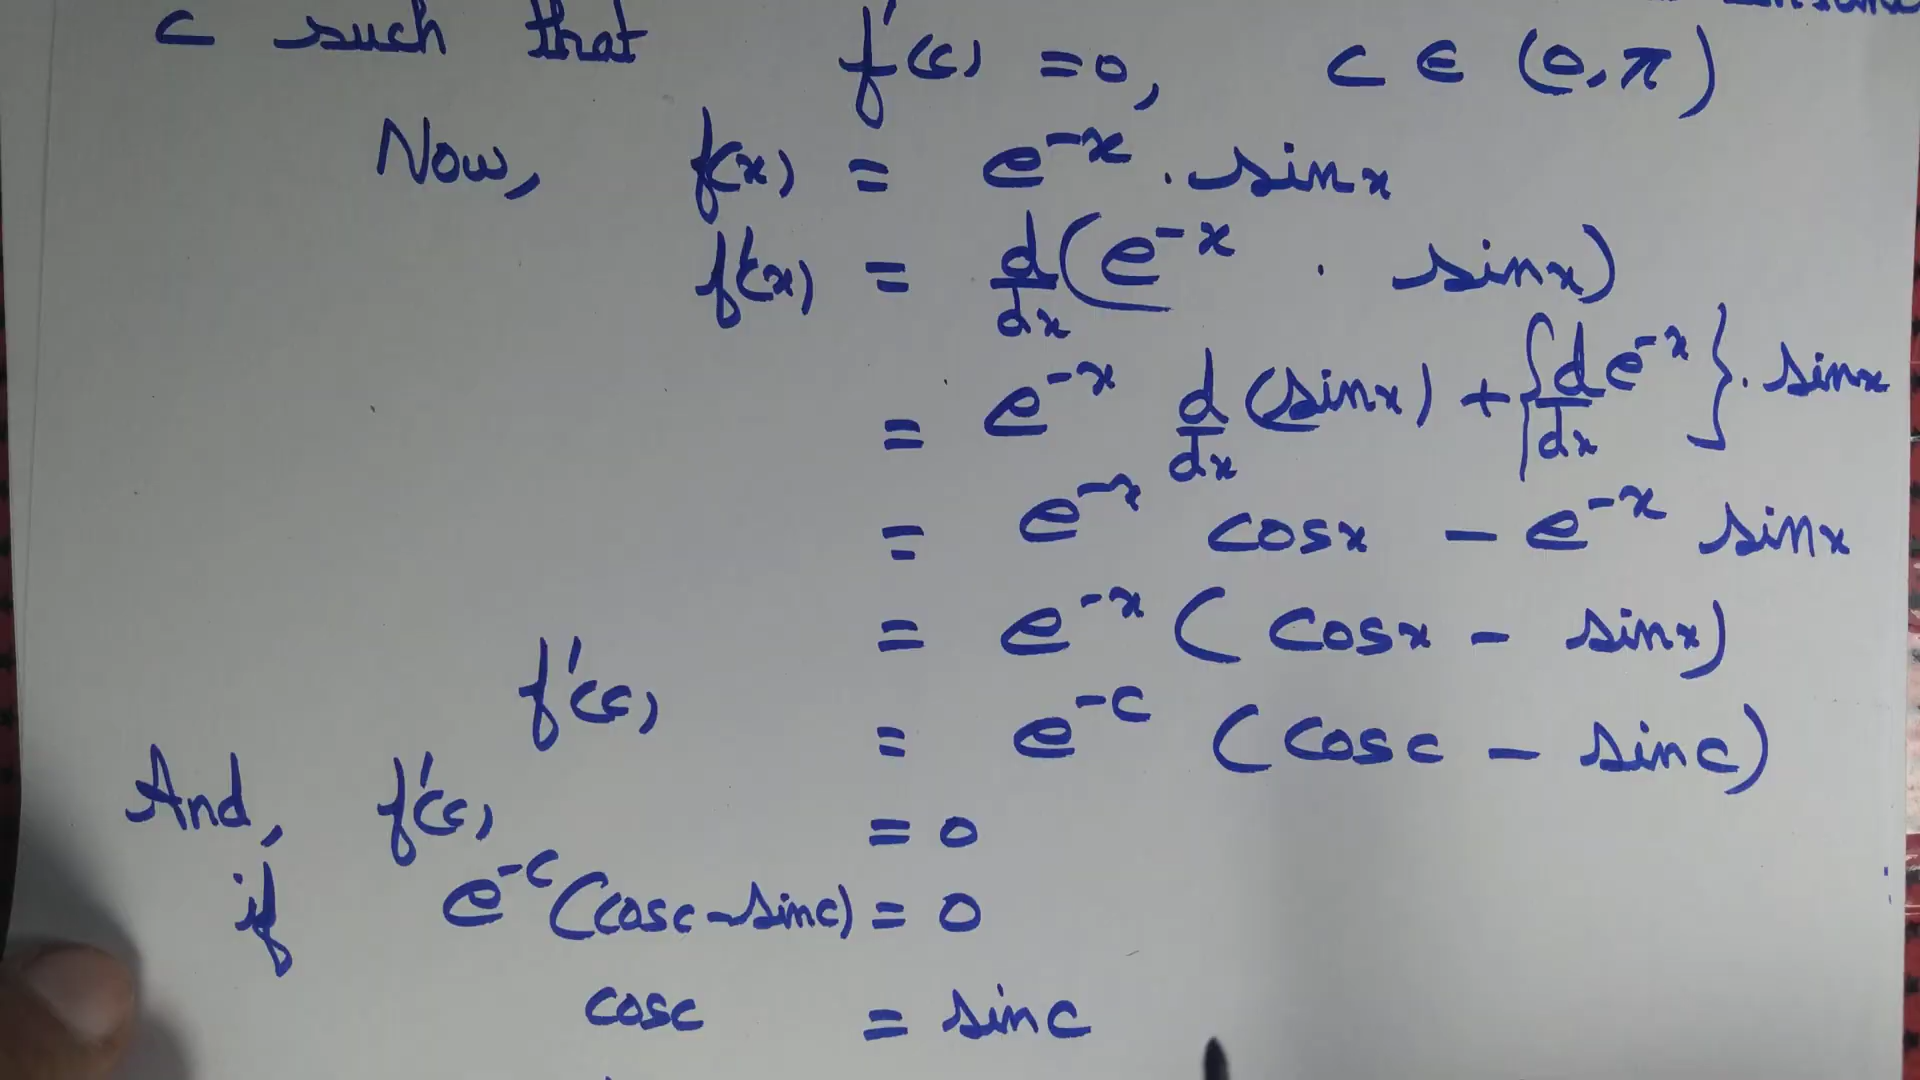 c such that f'(c) = 0, c ∈ (0, π)
Now, f(x) = e^{-x} . sinx
f'(x) = d/dx (e^{-x} . sinx)
= e^{-x} d/dx (sinx) + {d/dx e^{-x}} . sinx
= e^{-x} cosx - e^{-x} sinx
= e^{-x} (cosx - sinx)
f'(c) = e^{-c} (cosc - sinc)
And, f'(c) = 0
if e^{-c} (cosc - sinc) = 0
cosc = sinc